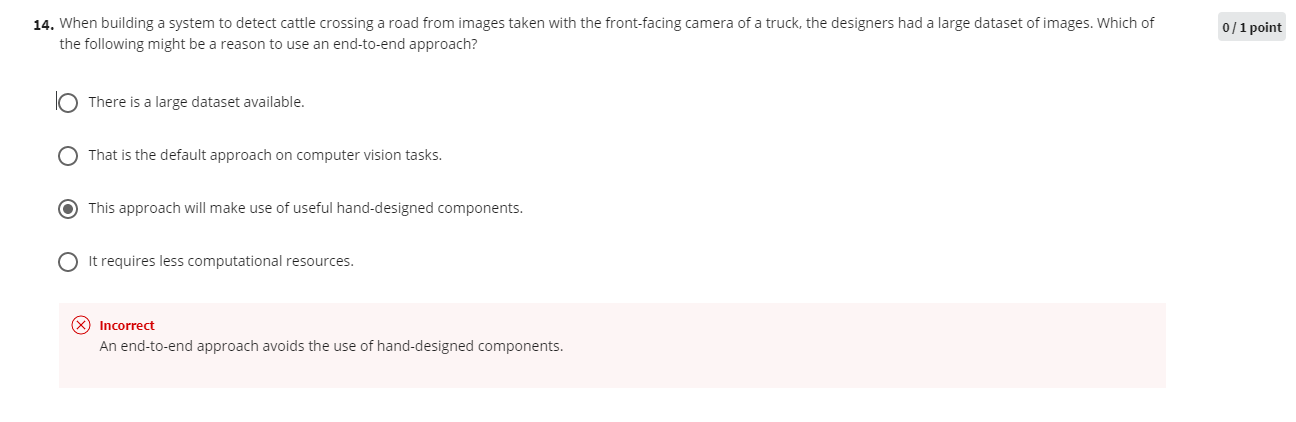 14. When building a system to detect cattle crossing a road from images taken with the front-facing camera of a truck, the designers had a large dataset of images. Which of
the following might be a reason to use an end-to-end approach?
0 / 1 point
There is a large dataset available.
That is the default approach on computer vision tasks.
This approach will make use of useful hand-designed components.
It requires less computational resources.
Incorrect
An end-to-end approach avoids the use of hand-designed components.